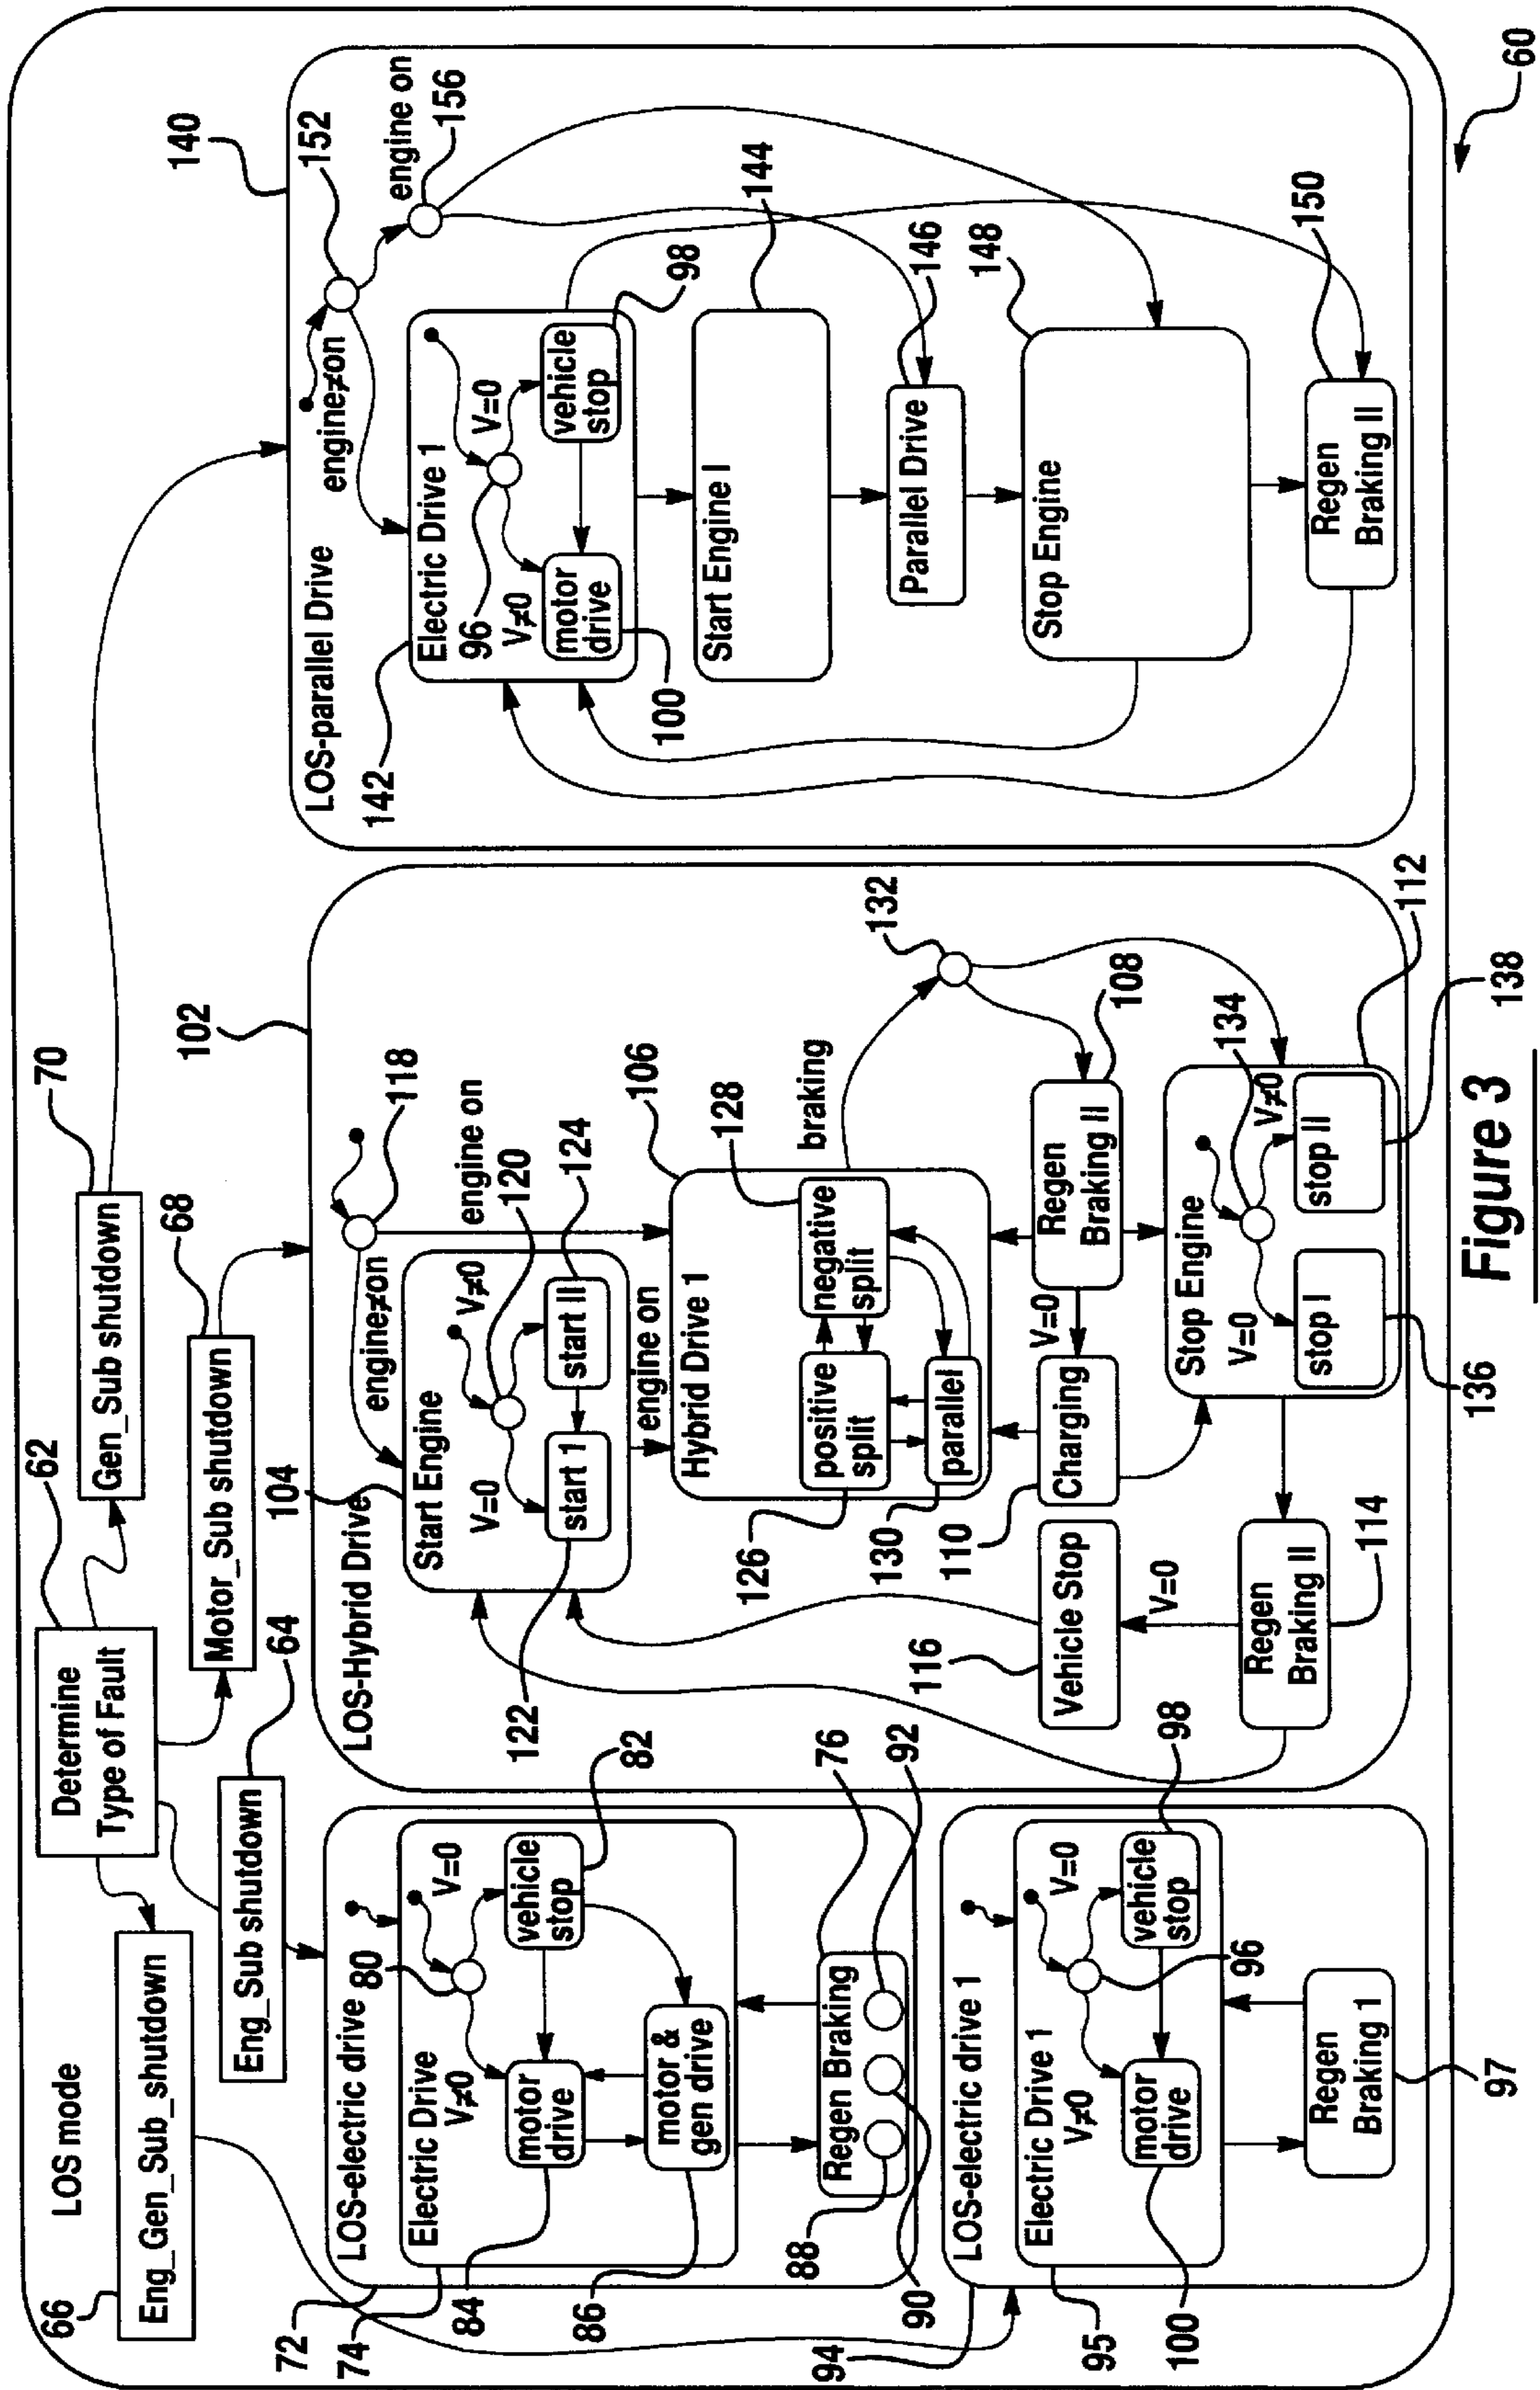 LOS mode
66
Eng_Gen_Sub_shutdown
62
Determine
Type of Fault
70
Gen_Sub shutdown
68
Motor_Sub shutdown
64
Eng_Sub shutdown
72
LOS-electric drive
74
Electric Drive
80
V=0
V≠0
vehicle
stop
82
motor
drive
84
motor &
gen drive
86
Regen Braking
76
88
90
92
94
LOS-electric drive 1
95
Electric Drive 1
V=0
V≠0
96
vehicle
stop
98
motor
drive
100
Regen
Braking 1
97
102
LOS-Hybrid Drive
118
engine≠on
engine on
104
Start Engine
V=0
V≠0
120
start 1
122
start II
124
engine on
106
Hybrid Drive 1
positive
split
126
negative
split
128
parallel
130
braking
132
Regen
Braking II
108
V=0
Charging
110
Stop Engine
112
134
V=0
V≠0
stop I
136
stop II
138
Regen
Braking II
114
V=0
Vehicle Stop
116
140
LOS-parallel Drive
152
engine≠on
engine on
156
142
Electric Drive 1
96
V=0
V≠0
vehicle
stop
98
motor
drive
100
Start Engine I
144
Parallel Drive
146
Stop Engine
148
Regen
Braking II
150
60
Figure 3